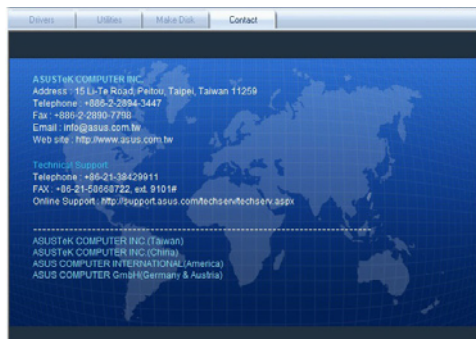 Drivers
Utilities
Make Disk
Contact
ASUSTeK COMPUTER INC.
Address : 15 Li-Te Road, Peitou, Taipei, Taiwan 11259
Telephone : +886-2-2894-3447
Fax : +886-2-2890-7798
Email : info@asus.com.tw
Web site : http://www.asus.com.tw
Technical Support:
Telephone : +86-21-38429911
FAX : +86-21-58668722, ext. 9101#
Online Support : http://support.asus.com/techserv/techserv.aspx
ASUSTeK COMPUTER INC.(Taiwan)
ASUSTeK COMPUTER INC.(China)
ASUS COMPUTER INTERNATIONAL(America)
ASUS COMPUTER GmbH(Germany & Austria)